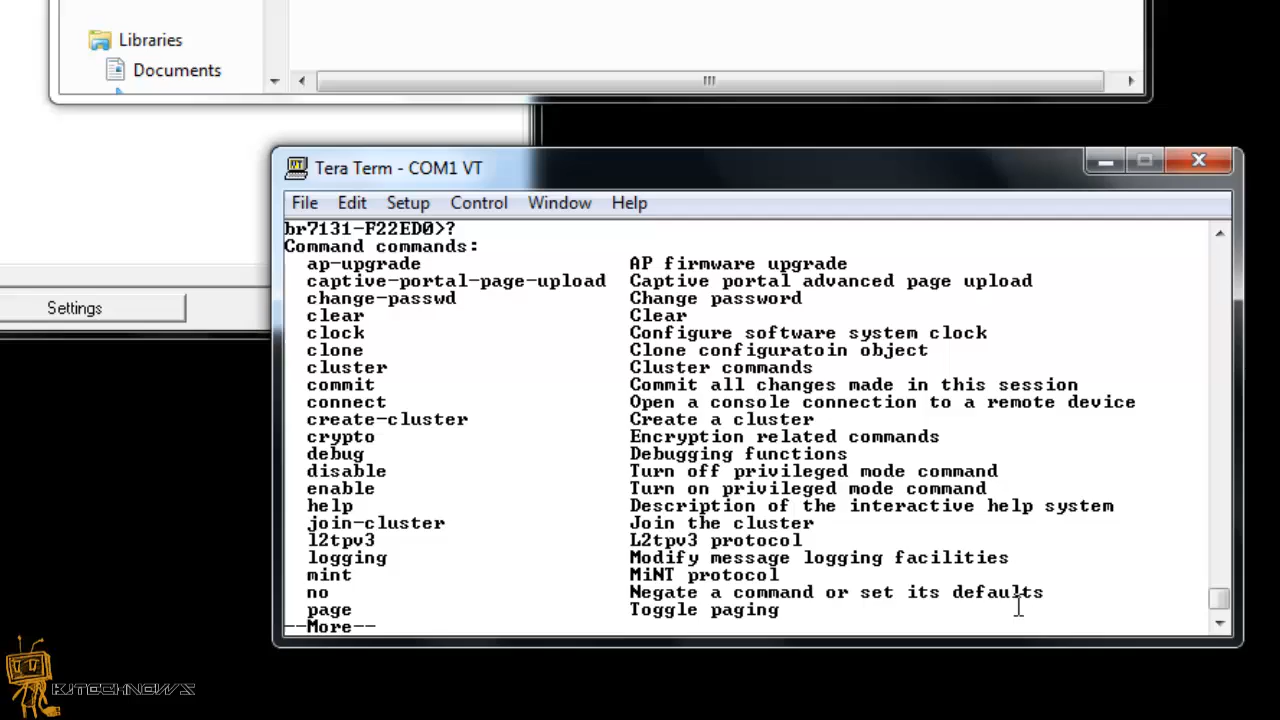 Libraries
Documents
Settings
Tera Term - COM1 VT
File Edit Setup Control Window Help
br7131-F22ED0>?
Command commands:
ap-upgrade AP firmware upgrade
captive-portal-page-upload Captive portal advanced page upload
change-passwd Change password
clear Clear
clock Configure software system clock
clone Clone configuratoin object
cluster Cluster commands
commit Commit all changes made in this session
connect Open a console connection to a remote device
create-cluster Create a cluster
crypto Encryption related commands
debug Debugging functions
disable Turn off privileged mode command
enable Turn on privileged mode command
help Description of the interactive help system
join-cluster Join the cluster
l2tpv3 L2tpv3 protocol
logging Modify message logging facilities
mint MiNT protocol
no Negate a command or set its defaults
page Toggle paging
--More--